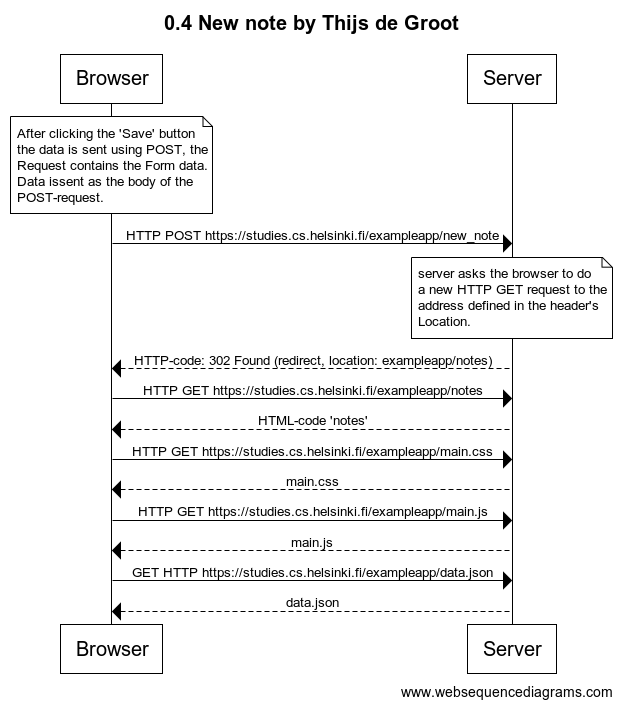 0.4 New note by Thijs de Groot
Browser
Server
After clicking the 'Save' button
the data is sent using POST, the
Request contains the Form data.
Data issent as the body of the
POST-request.
HTTP POST https://studies.cs.helsinki.fi/exampleapp/new_note
server asks the browser to do
a new HTTP GET request to the
address defined in the header's
Location.
HTTP-code: 302 Found (redirect, location: exampleapp/notes)
HTTP GET https://studies.cs.helsinki.fi/exampleapp/notes
HTML-code 'notes'
HTTP GET https://studies.cs.helsinki.fi/exampleapp/main.css
main.css
HTTP GET https://studies.cs.helsinki.fi/exampleapp/main.js
main.js
GET HTTP https://studies.cs.helsinki.fi/exampleapp/data.json
data.json
Browser
Server
www.websequencediagrams.com